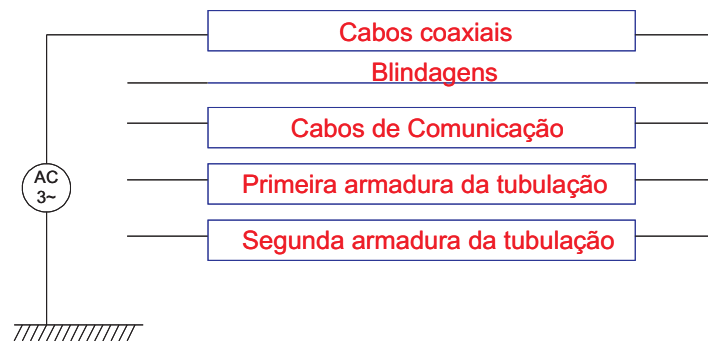 Cabos coaxiais
Blindagens
Cabos de Comunicação
AC
3~
Primeira armadura da tubulação
Segunda armadura da tubulação